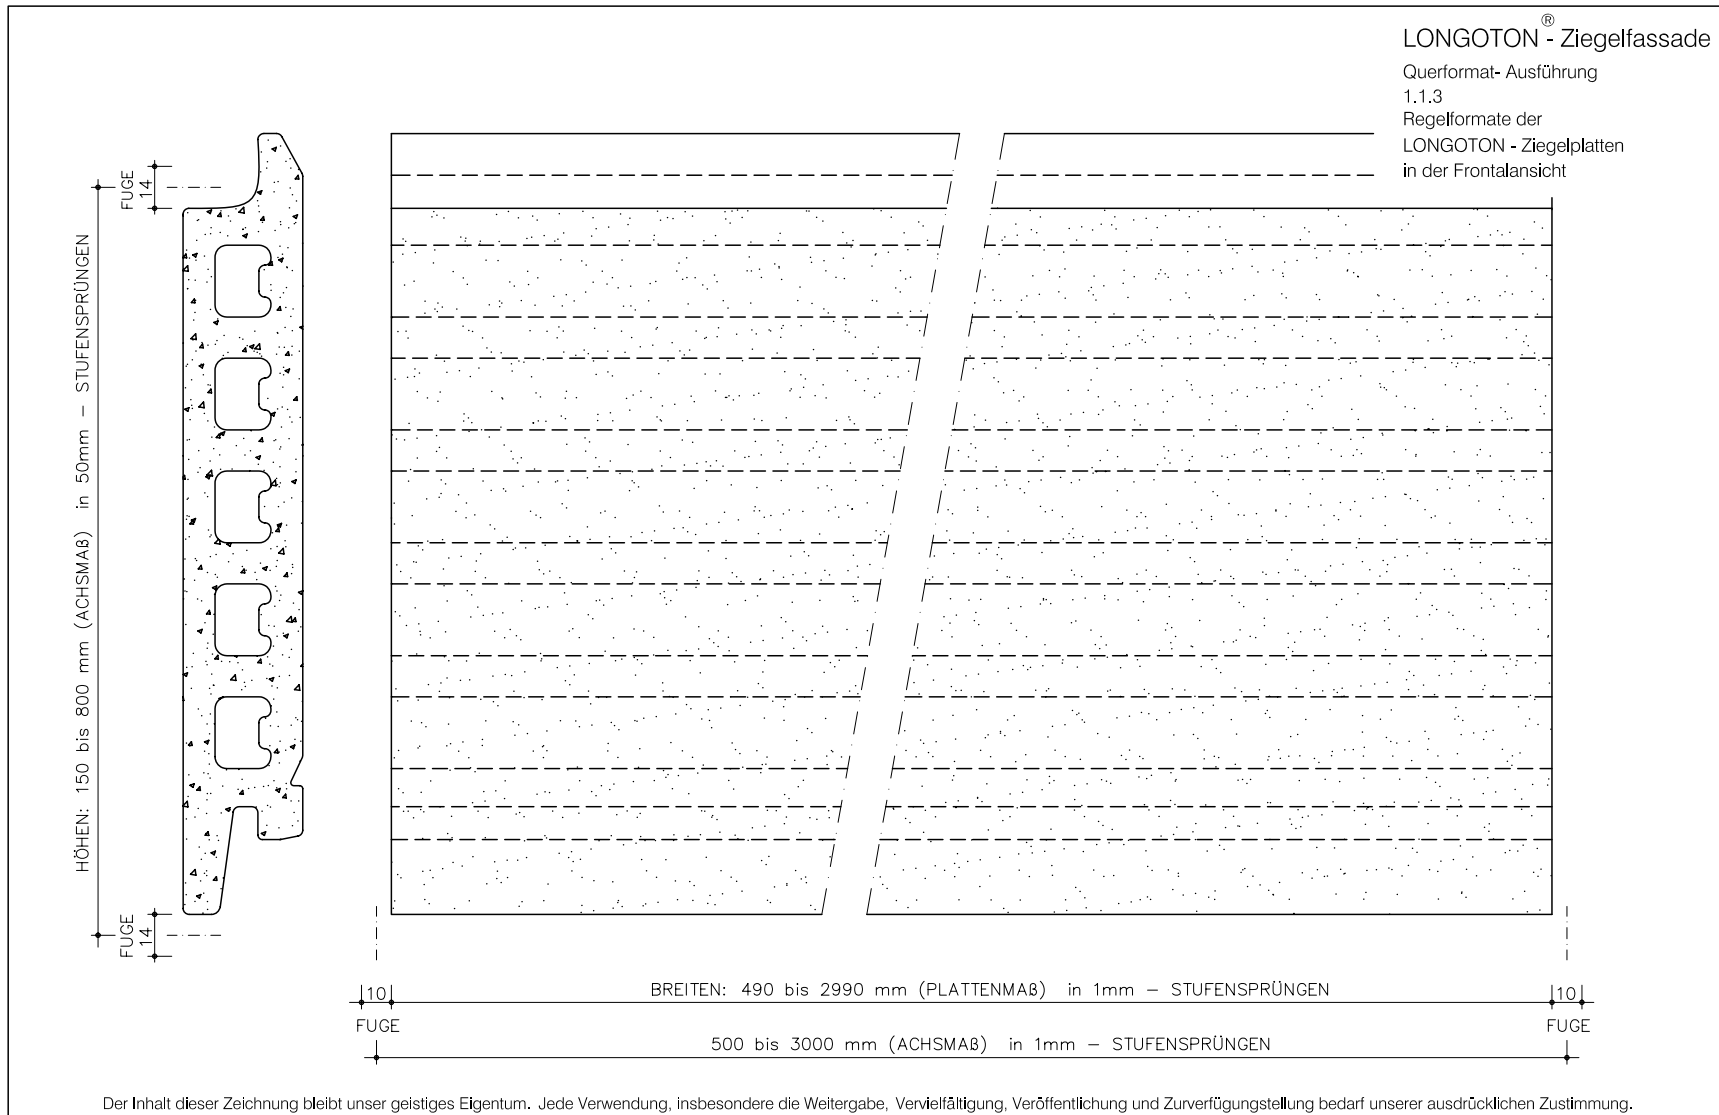 LONGOTON® - Ziegelfassade
Querformat- Ausführung
1.1.3
Regelformate der
LONGOTON - Ziegelplatten
in der Frontalansicht
FUGE
14
HÖHEN: 150 bis 800 mm (ACHSMAß) in 50mm – STUFENSPRÜNGEN
FUGE
14
10
BREITEN: 490 bis 2990 mm (PLATTENMAß) in 1mm – STUFENSPRÜNGEN
10
FUGE
FUGE
500 bis 3000 mm (ACHSMAß) in 1mm – STUFENSPRÜNGEN
Der Inhalt dieser Zeichnung bleibt unser geistiges Eigentum. Jede Verwendung, insbesondere die Weitergabe, Vervielfältigung, Veröffentlichung und Zurverfügungstellung bedarf unserer ausdrücklichen Zustimmung.